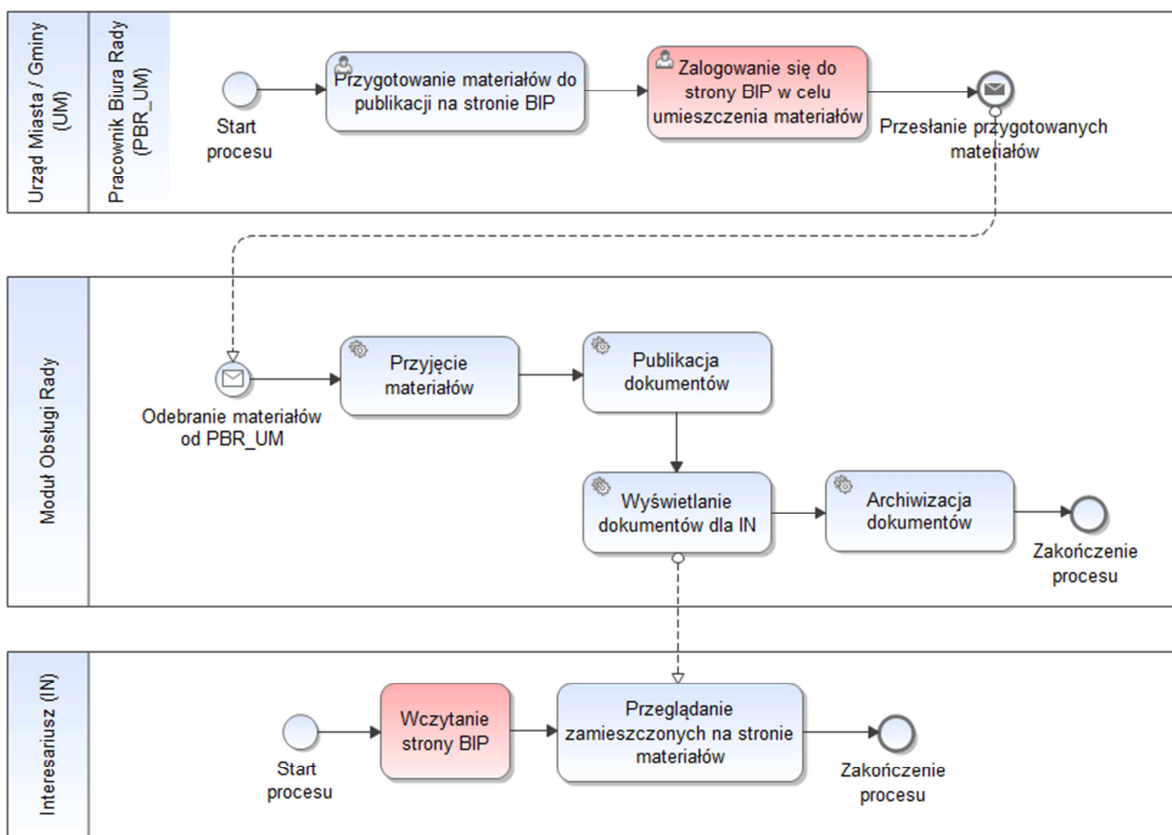 Urząd Miasta / Gminy
(UM)
Pracownik Biura Rady
(PBR_UM)
Start
procesu
Przygotowanie materiałów do
publikacji na stronie BIP
Zalogowanie się do
strony BIP w celu
umieszczenia materiałów
Przesłanie przygotowanych
materiałów
Moduł Obsługi Rady
Odebranie materiałów
od PBR_UM
Przyjęcie
materiałów
Publikacja
dokumentów
Wyświetlanie
dokumentów dla IN
Archiwizacja
dokumentów
Zakończenie
procesu
Interesariusz (IN)
Start
procesu
Wczytanie
strony BIP
Przeglądanie
zamieszczonych na stronie
materiałów
Zakończenie
procesu